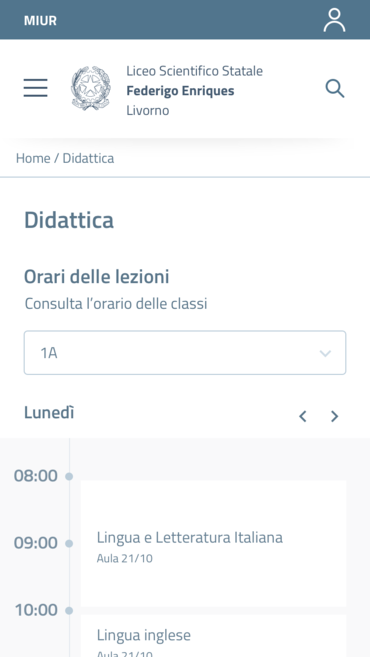 MIUR
Liceo Scientifico Statale
Federigo Enriques
Livorno
Home / Didattica
Didattica
Orari delle lezioni
Consulta l'orario delle classi
1A
Lunedì
08:00
09:00
Lingua e Letteratura Italiana
Aula 21/10
10:00
Lingua inglese
Aula 21/10